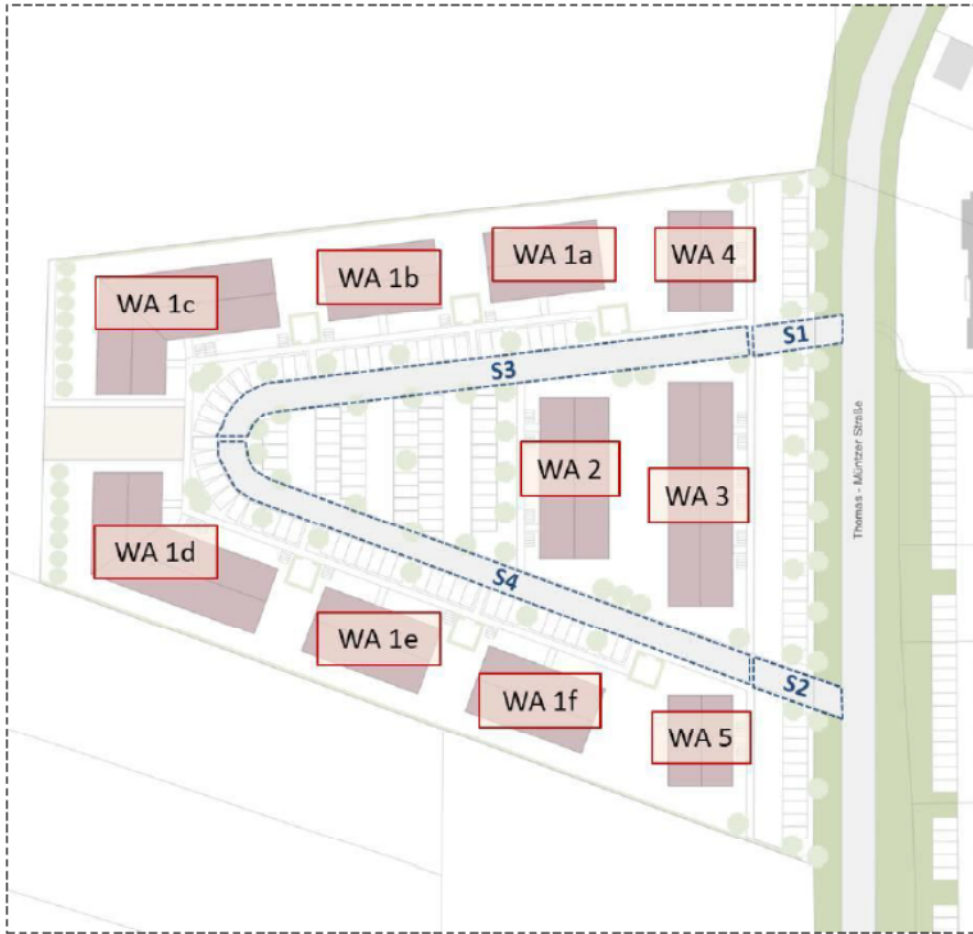 WA 4
WA 1a
WA 1b
WA 1c
S1
S3
Thomas - Müntzer Straße
WA 2
WA 3
WA 1d
S4
WA 1e
S2
WA 1f
WA 5